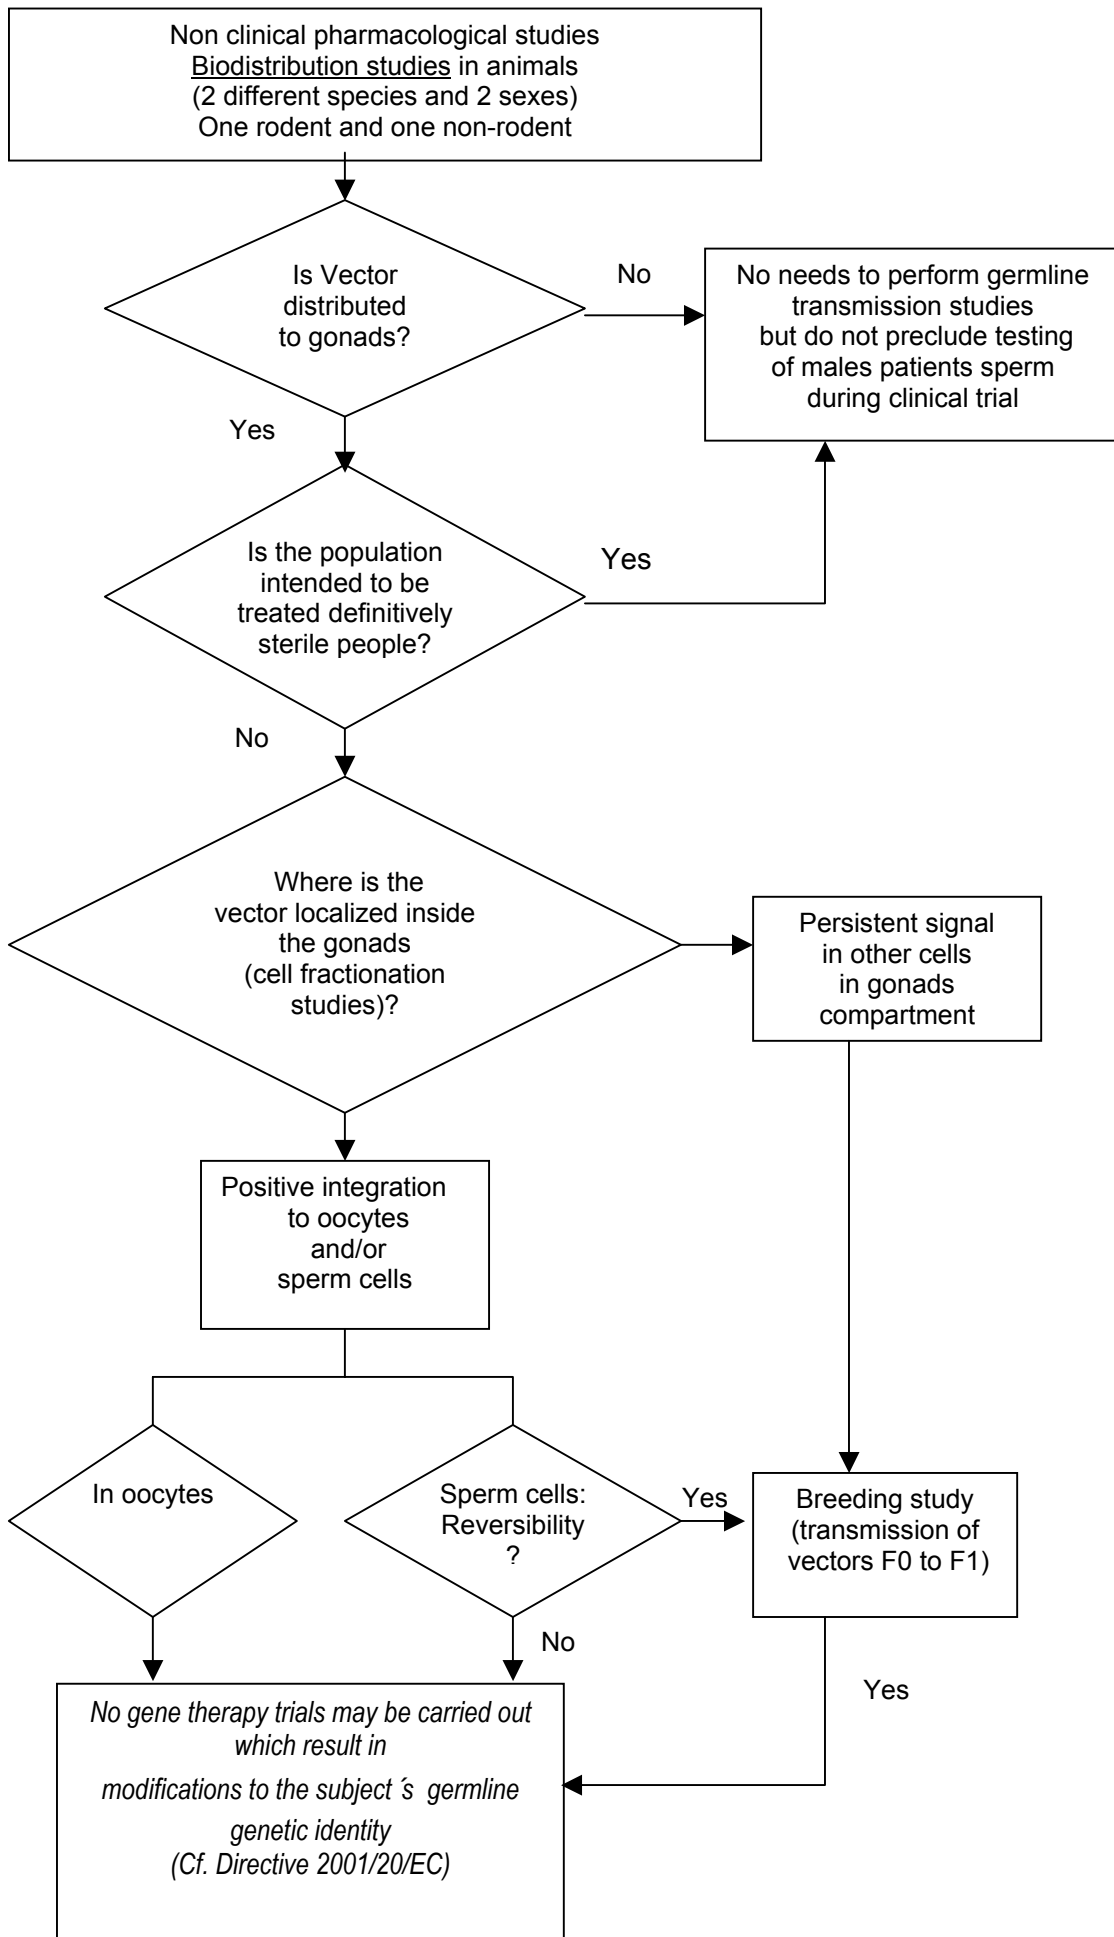 Non clinical pharmacological studies
Biodistribution studies in animals
(2 different species and 2 sexes)
One rodent and one non-rodent
Is Vector
distributed
to gonads?
No
No needs to perform germline
transmission studies
but do not preclude testing
of males patients sperm
during clinical trial
Yes
Is the population
intended to be
treated definitively
sterile people?
Yes
No
Where is the
vector localized inside
the gonads
(cell fractionation
studies)?
Persistent signal
in other cells
in gonads
compartment
Positive integration
to oocytes
and/or
sperm cells
In oocytes
Sperm cells:
Reversibility
?
Yes
Breeding study
(transmission of
vectors F0 to F1)
No
Yes
No gene therapy trials may be carried out
which result in
modifications to the subject ´s germline
genetic identity
(Cf. Directive 2001/20/EC)